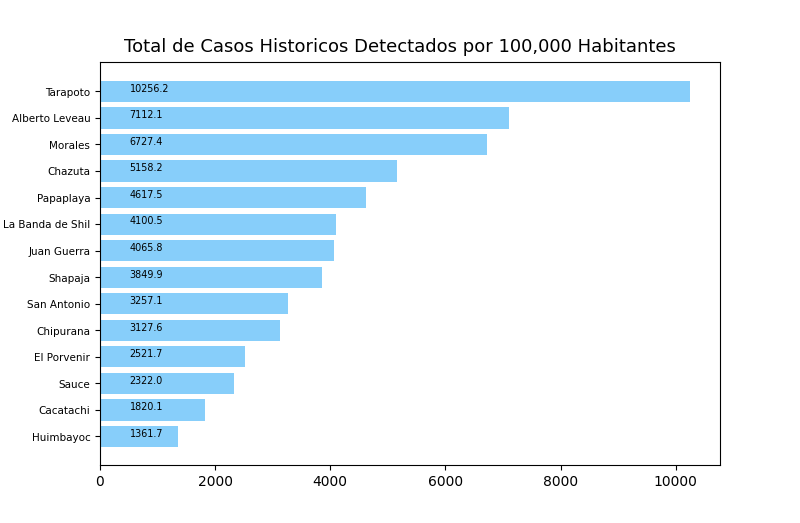 Total de Casos Historicos Detectados por 100,000 Habitantes
Tarapoto 10256.2
Alberto Leveau 7112.1
Morales 6727.4
Chazuta 5158.2
Papaplaya 4617.5
La Banda de Shil 4100.5
Juan Guerra 4065.8
Shapaja 3849.9
San Antonio 3257.1
Chipurana 3127.6
El Porvenir 2521.7
Sauce 2322.0
Cacatachi 1820.1
Huimbayoc 1361.7
0 2000 4000 6000 8000 10000